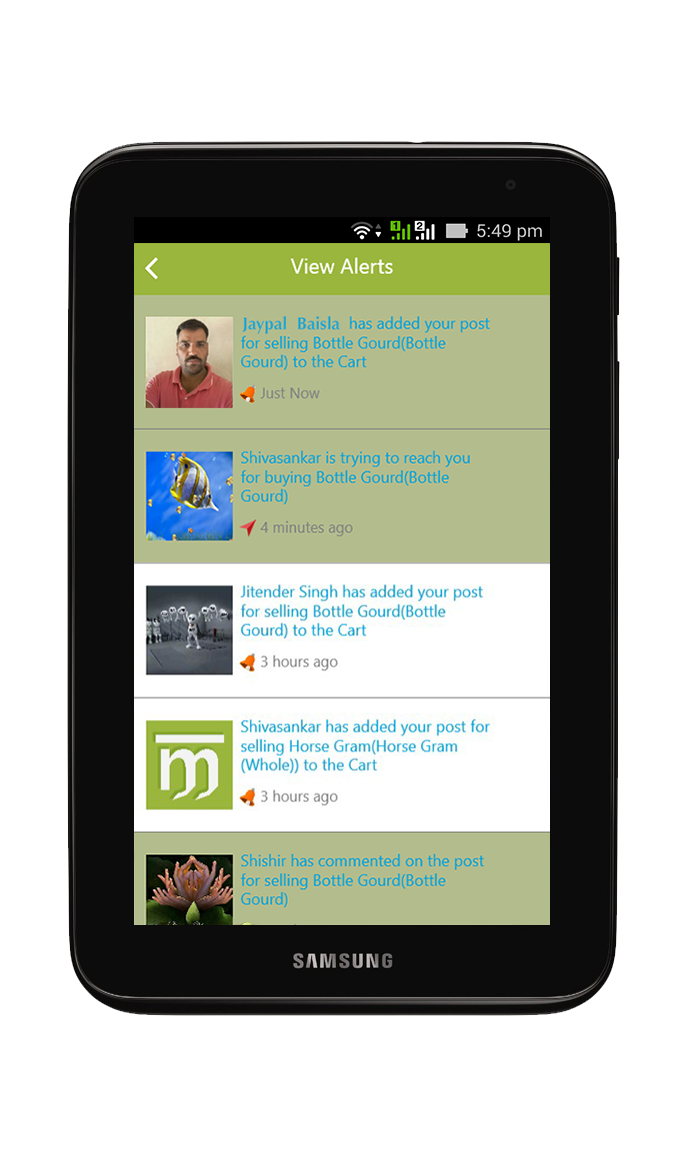 1 2 5:49 pm
View Alerts
Jaypal Baisla has added your post
for selling Bottle Gourd(Bottle
Gourd) to the Cart
Just Now
Shivasankar is trying to reach you
for buying Bottle Gourd(Bottle
Gourd)
4 minutes ago
Jitender Singh has added your post
for selling Bottle Gourd(Bottle
Gourd) to the Cart
3 hours ago
Shivasankar has added your post for
selling Horse Gram(Horse Gram
(Whole)) to the Cart
m
3 hours ago
Shishir has commented on the post
for selling Bottle Gourd(Bottle
Gourd)
SAMSUNG